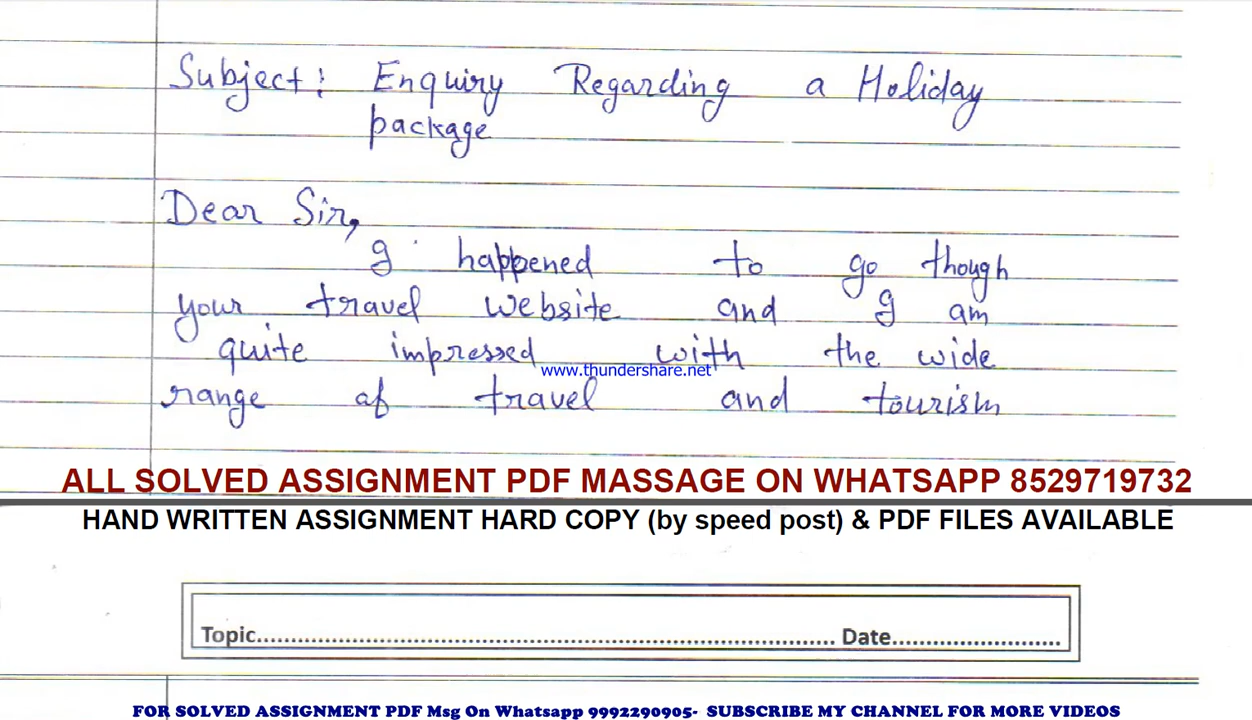 Subject: Enquiry Regarding a Holiday
package
Dear Sir,
I happened to go though
your travel website and I am
quite impressed with the wide
www.thundershare.net
range of travel and tourism
ALL SOLVED ASSIGNMENT PDF MASSAGE ON WHATSAPP 8529719732
HAND WRITTEN ASSIGNMENT HARD COPY (by speed post) & PDF FILES AVAILABLE
Topic...................................................................................... Date.........................
FOR SOLVED ASSIGNMENT PDF Msg On Whatsapp 9992290905- SUBSCRIBE MY CHANNEL FOR MORE VIDEOS